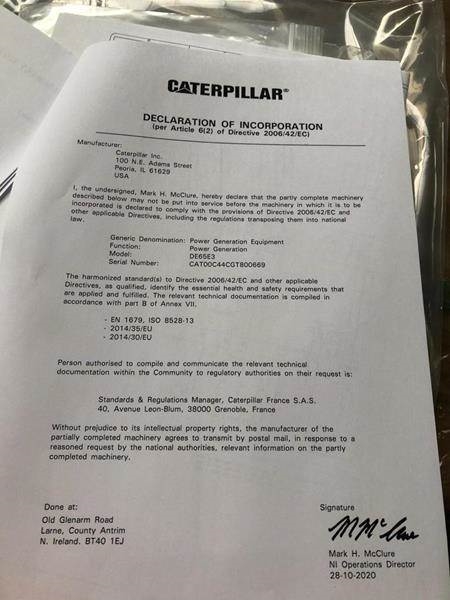 CATERPILLAR®
DECLARATION OF INCORPORATION
(per Article 6(2) of Directive 2006/42/EC)
Manufacturer:
Caterpillar Inc.
100 N.E. Adams Street
Peoria, IL 61629
USA
I, the undersigned, Mark H. McClure, hereby declare that the partly complete machinery
described below may not be put into service before the machinery in which it is to be
incorporated is declared to comply with the provisions of Directive 2006/42/EC and
other applicable Directives, including the regulations transposing them into national
law.
Generic Denomination: Power Generation Equipment
Function: Power Generation
Model: DE65E3
Serial Number: CAT00C44CGT800669
The harmonized standard(s) to Directive 2006/42/EC and other applicable
Directives, as qualified, identify the essential health and safety requirements that
are applied and fulfilled. The relevant technical documentation is compiled in
accordance with part B of Annex VII.
- EN 1679, ISO 8528-13
- 2014/35/EU
- 2014/30/EU
Person authorised to compile and communicate the relevant technical
documentation within the Community to regulatory authorities on their request is:
Standards & Regulations Manager, Caterpillar France S.A.S.
40, Avenue Leon-Blum, 38000 Grenoble, France
Without prejudice to its intellectual property rights, the manufacturer of the
partially completed machinery agrees to transmit by postal mail, in response to a
reasoned request by the national authorities, relevant information on the partly
completed machinery.
Done at:
Old Glenarm Road
Larne, County Antrim
N. Ireland. BT40 1EJ
Signature
MMcClure
Mark H. McClure
NI Operations Director
28-10-2020